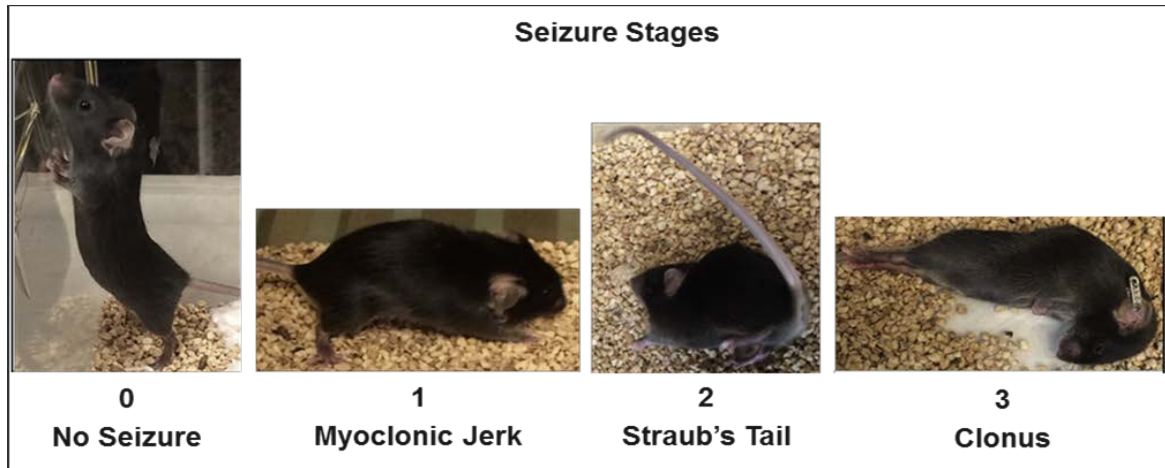 Seizure Stages
0
No Seizure
1
Myoclonic Jerk
2
Straub's Tail
3
Clonus